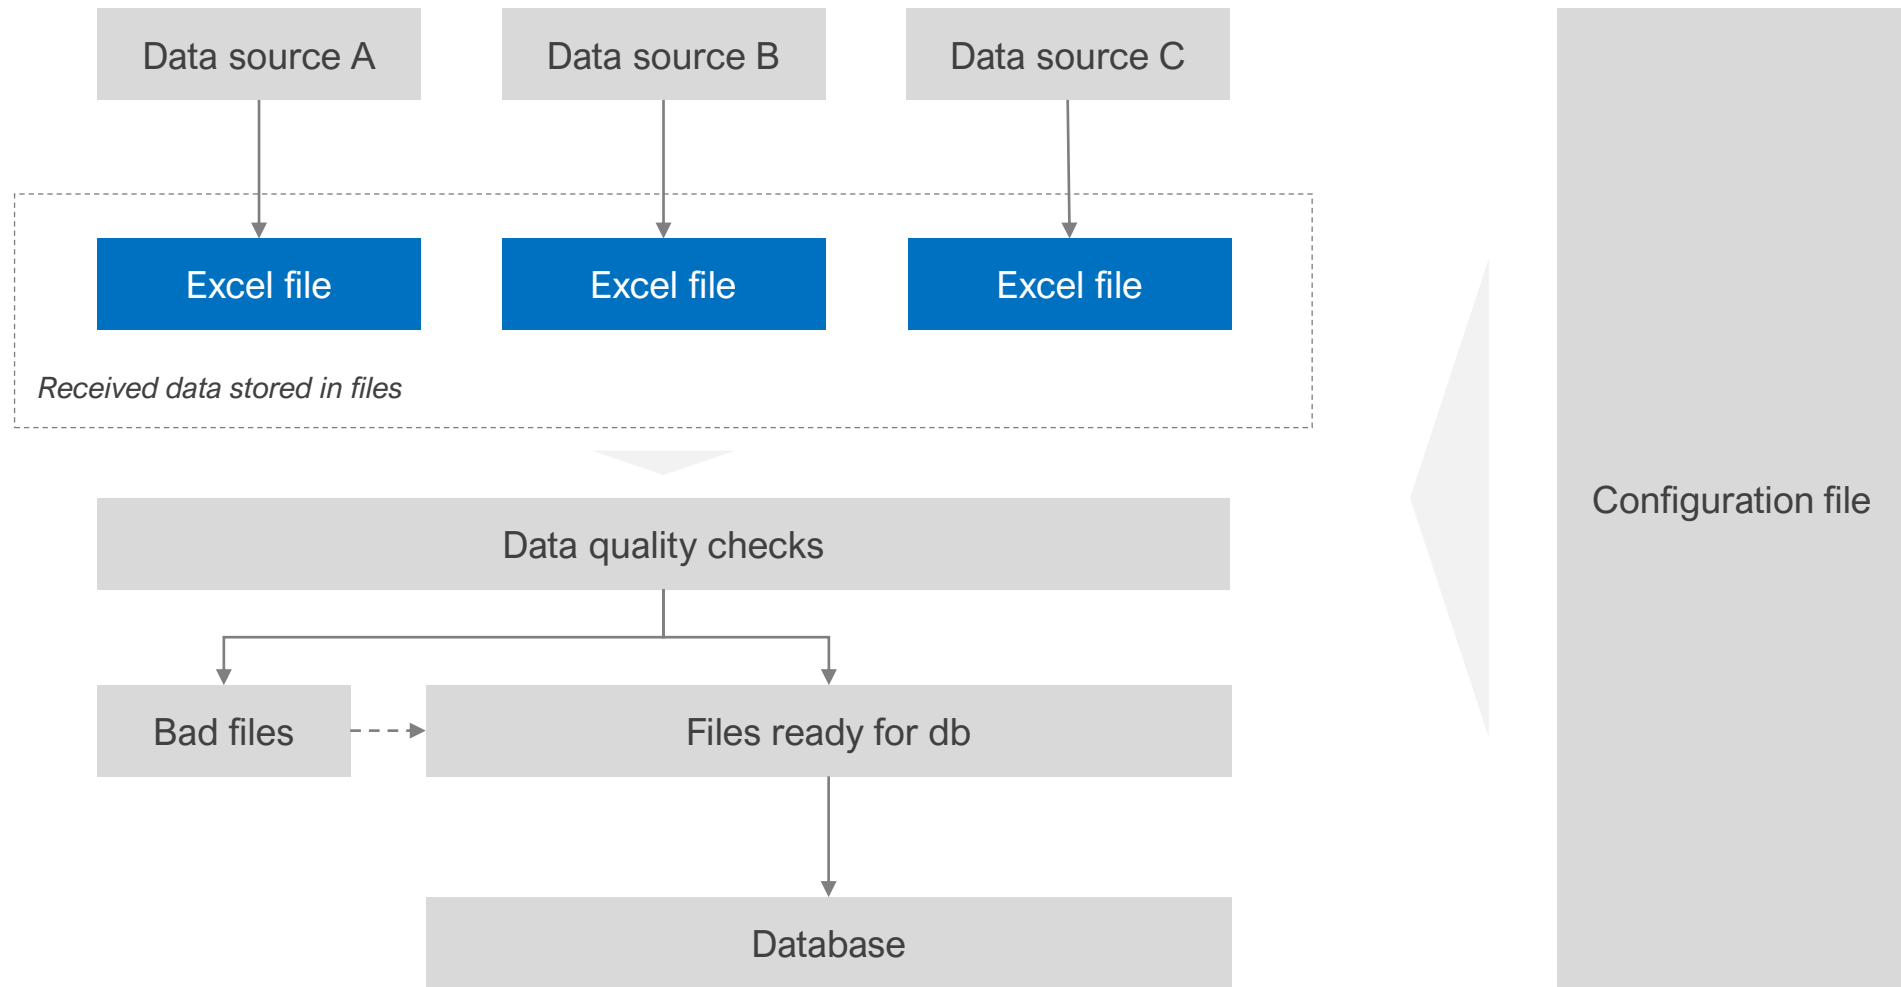 Data source A
Data source B
Data source C
Excel file
Excel file
Excel file
Received data stored in files
Configuration file
Data quality checks
Bad files
Files ready for db
Database